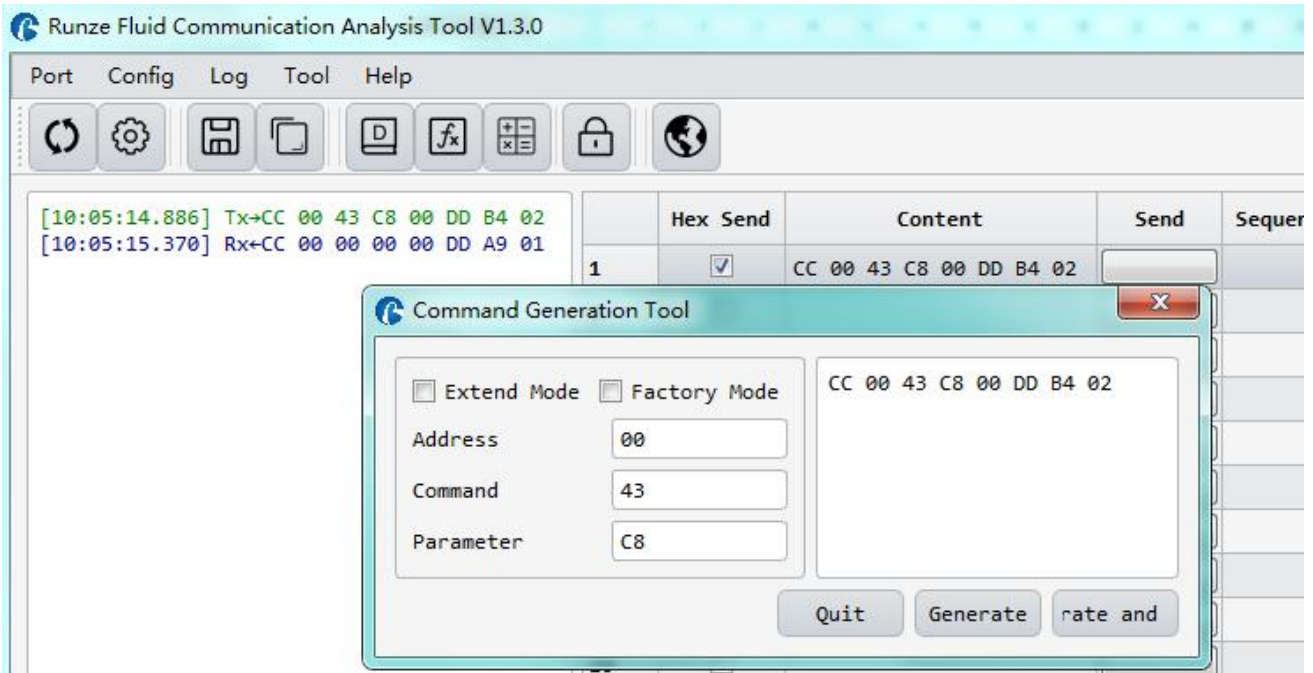 Runze Fluid Communication Analysis Tool V1.3.0
Port Config Log Tool Help
[10:05:14.886] Tx→CC 00 43 C8 00 DD B4 02
[10:05:15.370] Rx←CC 00 00 00 00 DD A9 01
Hex Send Content Send Sequer
1 CC 00 43 C8 00 DD B4 02
Command Generation Tool
Extend Mode Factory Mode
Address 00
Command 43
Parameter C8
CC 00 43 C8 00 DD B4 02
Quit Generate rate and